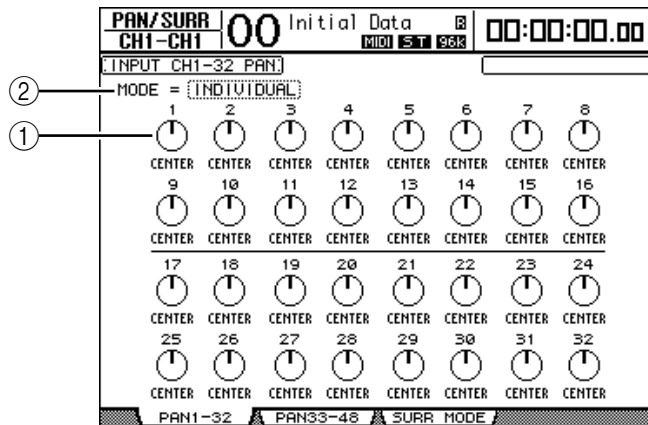 PAN/SURR
CH1-CH1
00 Initial Data R
MIDI ST 96k
00:00:00.00
INPUT CH1-32 PAN
② MODE = INDIVIDUAL
1 2 3 4 5 6 7 8
①
CENTER CENTER CENTER CENTER CENTER CENTER CENTER CENTER
9 10 11 12 13 14 15 16
CENTER CENTER CENTER CENTER CENTER CENTER CENTER CENTER
17 18 19 20 21 22 23 24
CENTER CENTER CENTER CENTER CENTER CENTER CENTER CENTER
25 26 27 28 29 30 31 32
CENTER CENTER CENTER CENTER CENTER CENTER CENTER CENTER
PAN1-32 PAN33-48 SURR MODE